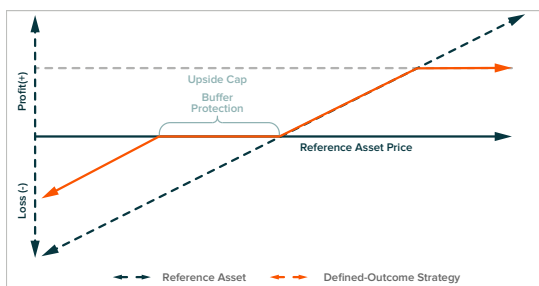 Profit(+)
Upside Cap
Buffer
Protection
Reference Asset Price
Loss (-)
Reference Asset
Defined-Outcome Strategy